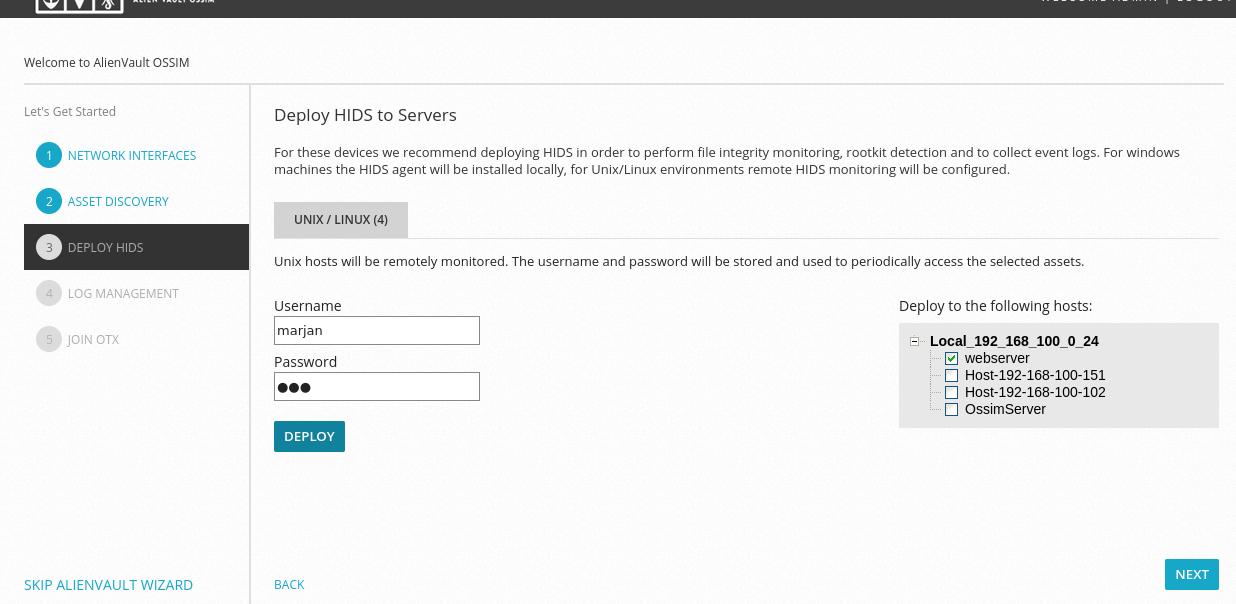 ALIEN VAULT OSSIM
WELCOME ADMIN | LOGOUT
Welcome to AlienVault OSSIM
Let's Get Started
1 NETWORK INTERFACES
2 ASSET DISCOVERY
3 DEPLOY HIDS
4 LOG MANAGEMENT
5 JOIN OTX
SKIP ALIENVAULT WIZARD
Deploy HIDS to Servers
For these devices we recommend deploying HIDS in order to perform file integrity monitoring, rootkit detection and to collect event logs. For windows
machines the HIDS agent will be installed locally, for Unix/Linux environments remote HIDS monitoring will be configured.
UNIX / LINUX (4)
Unix hosts will be remotely monitored. The username and password will be stored and used to periodically access the selected assets.
Username
marjan
Password
●●●
DEPLOY
Deploy to the following hosts:
Local_192_168_100_0_24
webserver
Host-192-168-100-151
Host-192-168-100-102
OssimServer
BACK
NEXT